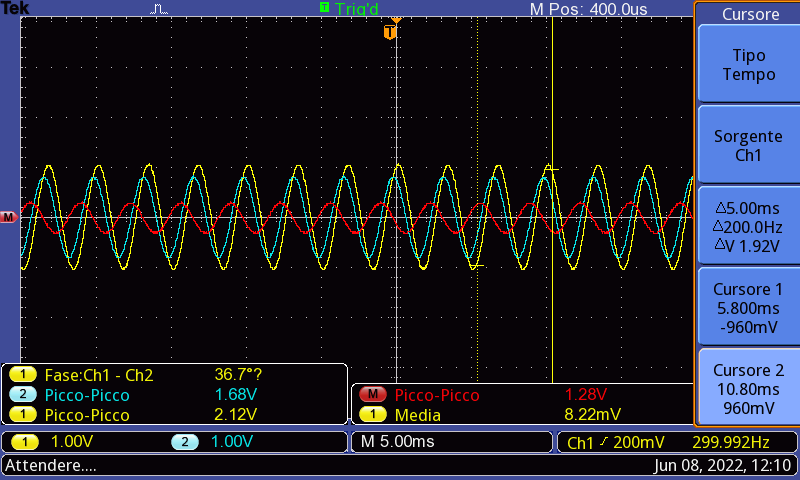 Tek
T Trig'd
M Pos: 400.0us
Cursore
T
Tipo
Tempo
Sorgente
Ch1
△5.00ms
△200.0Hz
△V 1.92V
Cursore 1
5.800ms
-960mV
Cursore 2
10.80ms
960mV
M
1 Fase:Ch1 - Ch2 36.7°?
2 Picco-Picco 1.68V
1 Picco-Picco 2.12V
M Picco-Picco 1.28V
1 Media 8.22mV
1 1.00V 2 1.00V
M 5.00ms
Ch1 200mV 299.992Hz
Attendere....
Jun 08, 2022, 12:10